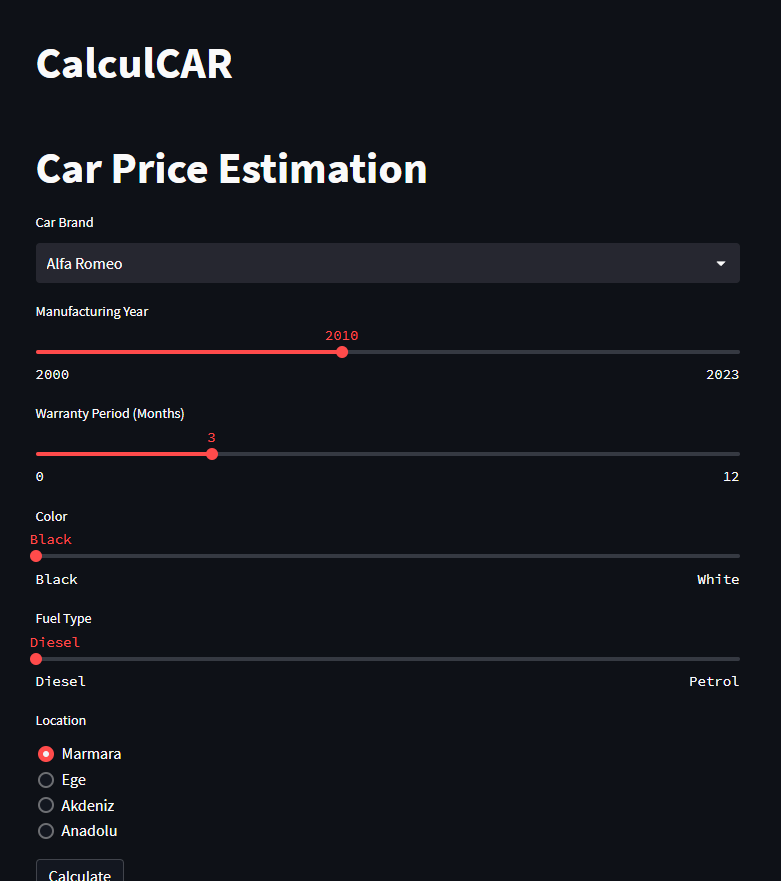 CalculCAR
Car Price Estimation
Car Brand
Alfa Romeo
Manufacturing Year
2010
2000 2023
Warranty Period (Months)
3
0 12
Color
Black
Black White
Fuel Type
Diesel
Diesel Petrol
Location
Marmara
Ege
Akdeniz
Anadolu
Calculate